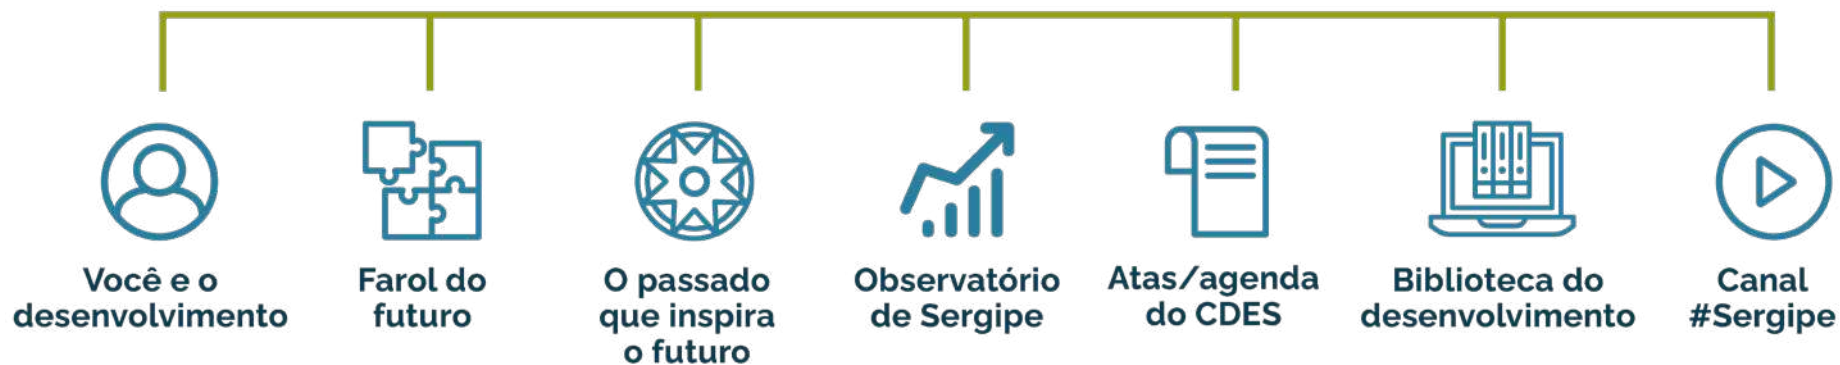 Você e o
desenvolvimento
Farol do
futuro
O passado
que inspira
o futuro
Observatório
de Sergipe
Atas/agenda
do CDES
Biblioteca do
desenvolvimento
Canal
#Sergipe